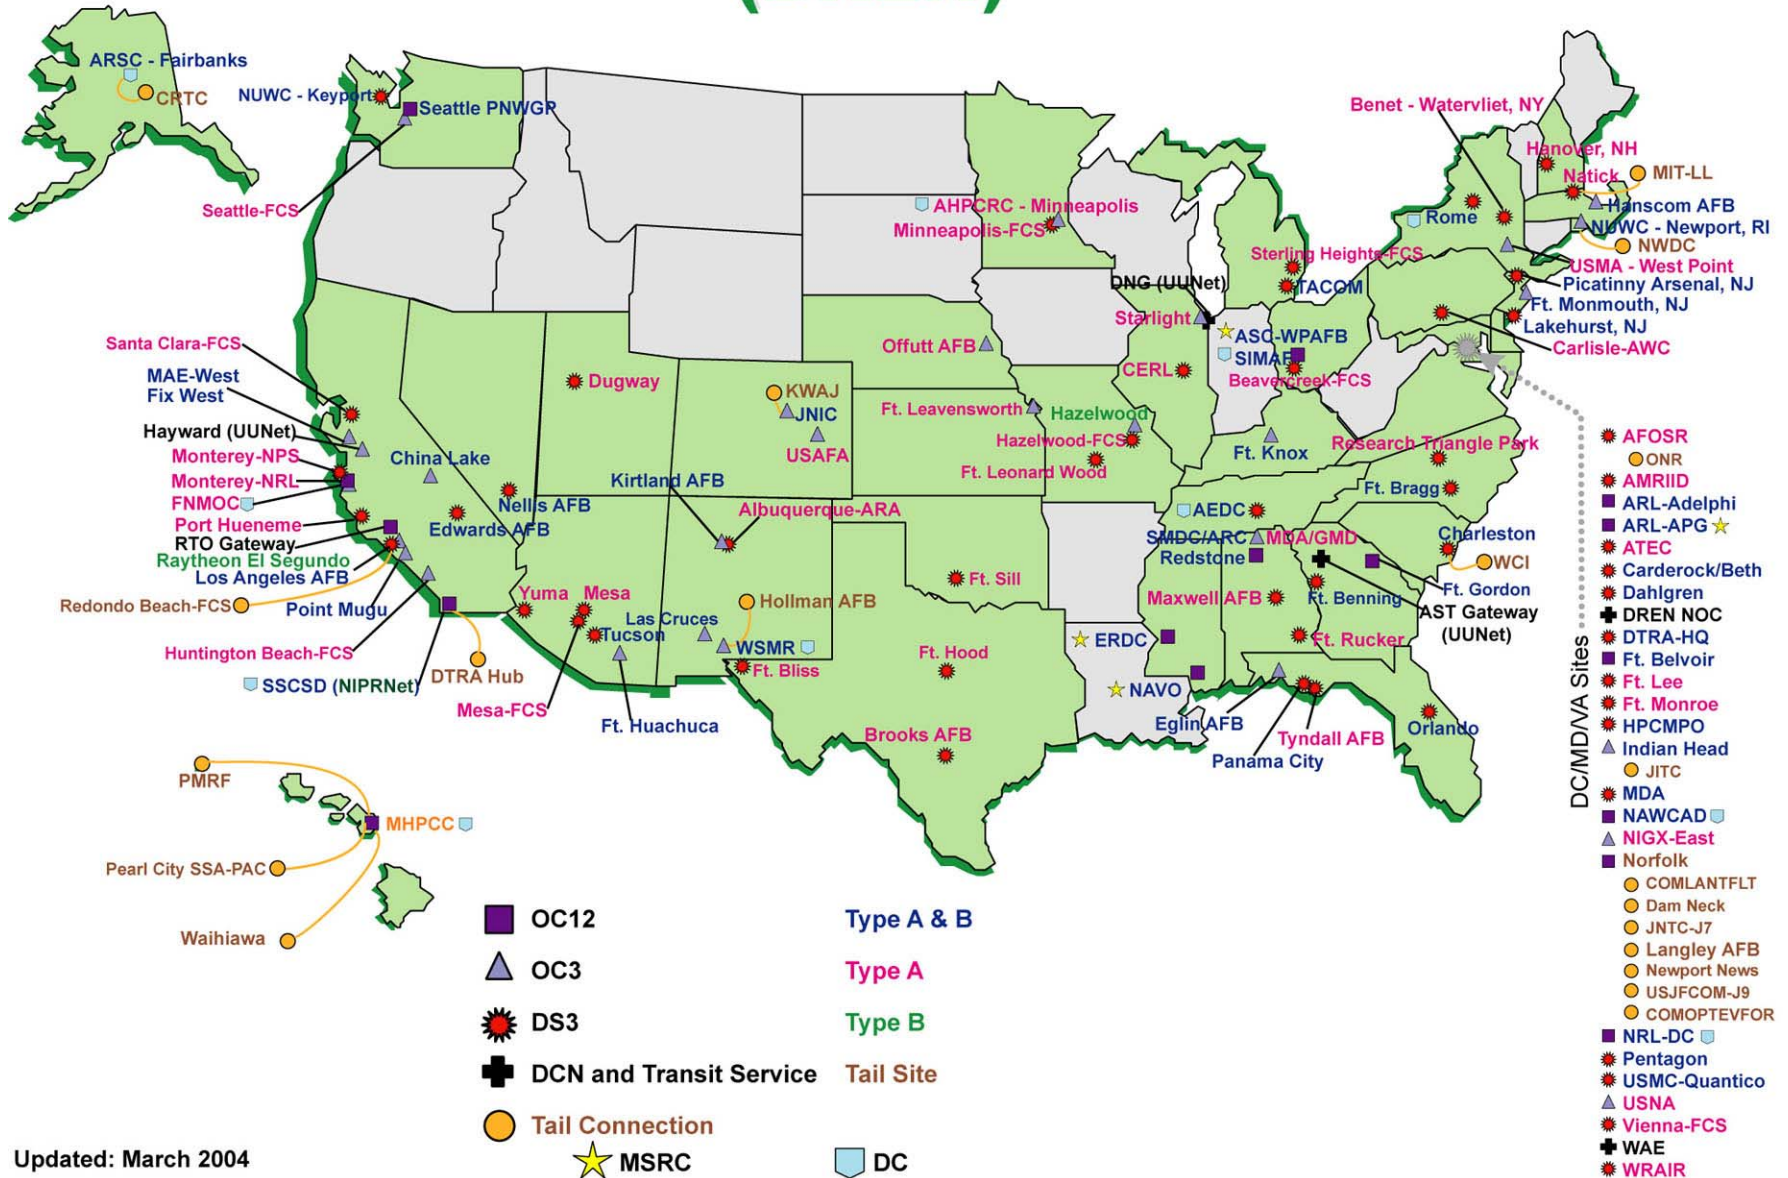 ARSC - Fairbanks
CRTC
NUWC - Keyport
Seattle PNWGP
Seattle-FCS
AHPCRC - Minneapolis
Minneapolis-FCS
Benet - Watervliet, NY
Hanover, NH
Natick
MIT-LL
Hanscom AFB
Rome
NUWC - Newport, RI
NWDC
Sterling Heights-FCS
USMA - West Point
DNG (UUNet)
TACOM
Picatinny Arsenal, NJ
Ft. Monmouth, NJ
Starlight
Lakehurst, NJ
Santa Clara-FCS
Offutt AFB
ASC-WPAFB
SIMAF
Carlisle-AWC
MAE-West
Fix West
Dugway
KWAJ
JNIC
CERL
Beavercreek-FCS
Ft. Leavensworth
Hazelwood
Hayward (UUNet)
Hazelwood-FCS
Monterey-NPS
China Lake
USAFA
Ft. Knox
Research Triangle Park
Monterey-NRL
Kirtland AFB
Ft. Leonard Wood
Ft. Bragg
FNMOC
Nellis AFB
Albuquerque-ARA
AEDC
Port Hueneme
Edwards AFB
SMDC/ARC
MDA/GMD
Charleston
RTO Gateway
Redstone
WCI
Raytheon El Segundo
Los Angeles AFB
Ft. Sill
Ft. Gordon
Redondo Beach-FCS
Point Mugu
Yuma
Mesa
Hollman AFB
Maxwell AFB
Ft. Benning
AST Gateway
(UUNet)
Las Cruces
Tucson
WSMR
ERDC
Ft. Rucker
Huntington Beach-FCS
Ft. Bliss
Ft. Hood
DTRA Hub
SSCSD (NIPRNet)
NAVO
Mesa-FCS
Ft. Huachuca
Eglin AFB
Orlando
Brooks AFB
Tyndall AFB
Panama City
PMRF
MHPCC
Pearl City SSA-PAC
Waihiawa
DC/MD/VA Sites
AFOSR
ONR
AMRIID
ARL-Adelphi
ARL-APG
ATEC
Carderock/Beth
Dahlgren
DREN NOC
DTRA-HQ
Ft. Belvoir
Ft. Lee
Ft. Monroe
HPCMPO
Indian Head
JITC
MDA
NAWCAD
NIGX-East
Norfolk
COMLANTFLT
Dam Neck
JNTC-J7
Langley AFB
Newport News
USJFCOM-J9
COMOPTEVFOR
NRL-DC
Pentagon
USMC-Quantico
USNA
Vienna-FCS
WAE
WRAIR
OC12
Type A & B
OC3
Type A
DS3
Type B
DCN and Transit Service
Tail Site
Tail Connection
MSRC
DC
Updated: March 2004